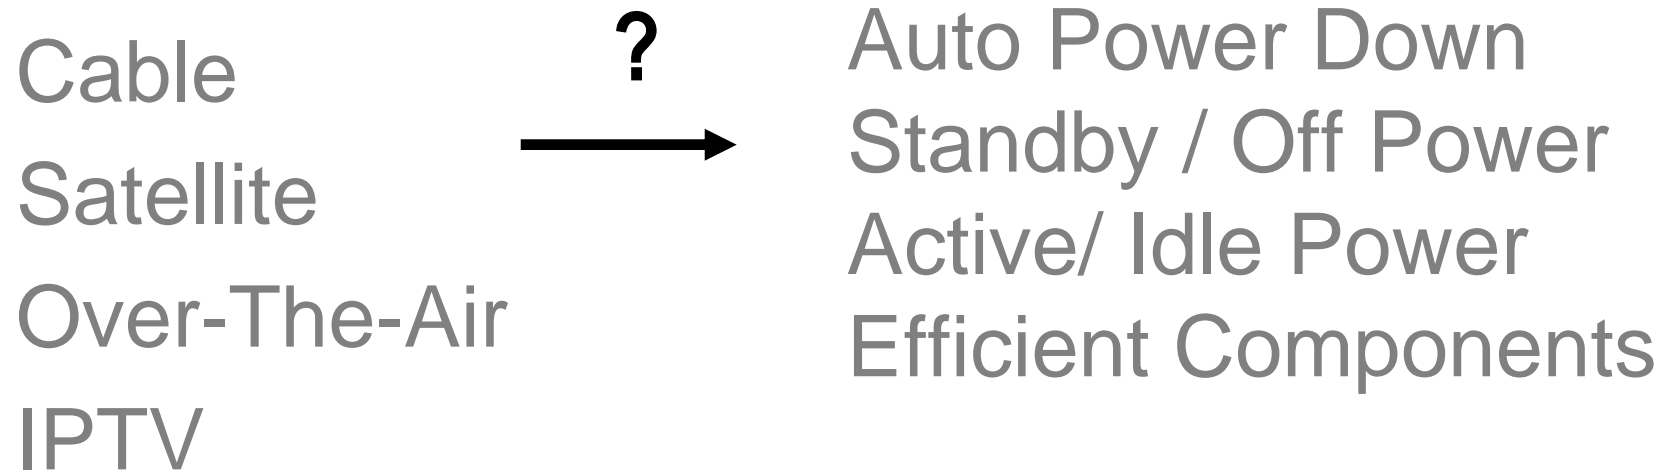 Cable
Satellite
Over-The-Air
IPTV
?
Auto Power Down
Standby / Off Power
Active/ Idle Power
Efficient Components